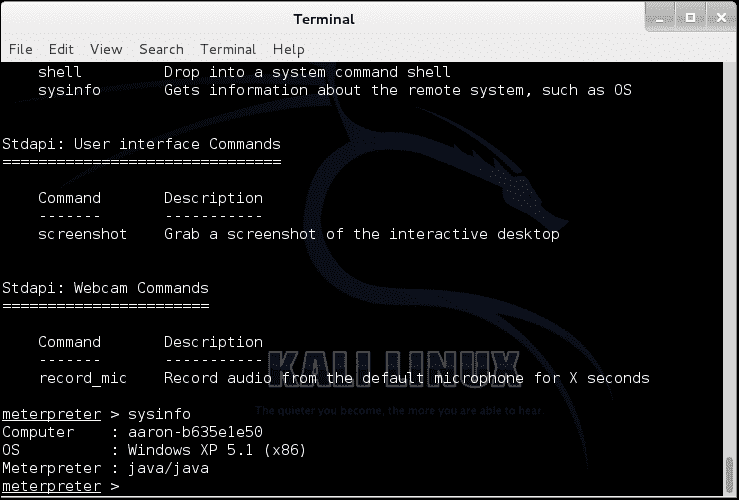 Terminal
File Edit View Search Terminal Help
shell Drop into a system command shell
sysinfo Gets information about the remote system, such as OS
Stdapi: User interface Commands
===============================
Command Description
------- -----------
screenshot Grab a screenshot of the interactive desktop
Stdapi: Webcam Commands
=======================
Command Description
------- -----------
record_mic Record audio from the default microphone for X seconds
KALI LINUX
The quieter you become, the more you are able to hear.
meterpreter > sysinfo
Computer : aaron-b635e1e50
OS : Windows XP 5.1 (x86)
Meterpreter : java/java
meterpreter >